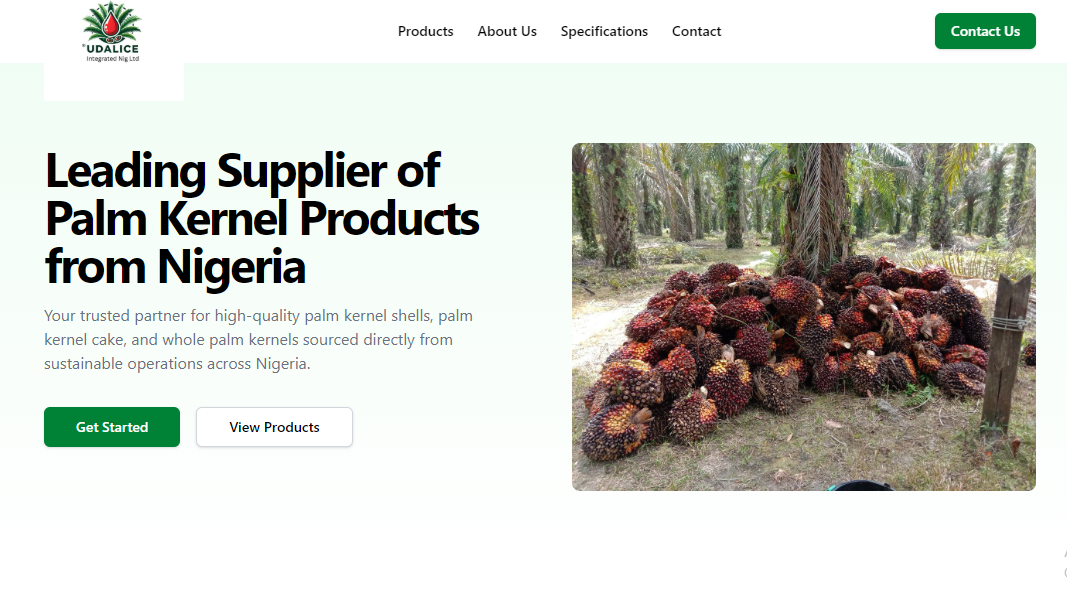 UDALICE
Integrated Nig Ltd
Products
About Us
Specifications
Contact
Contact Us
Leading Supplier of
Palm Kernel Products
from Nigeria
Your trusted partner for high-quality palm kernel shells, palm
kernel cake, and whole palm kernels sourced directly from
sustainable operations across Nigeria.
Get Started
View Products